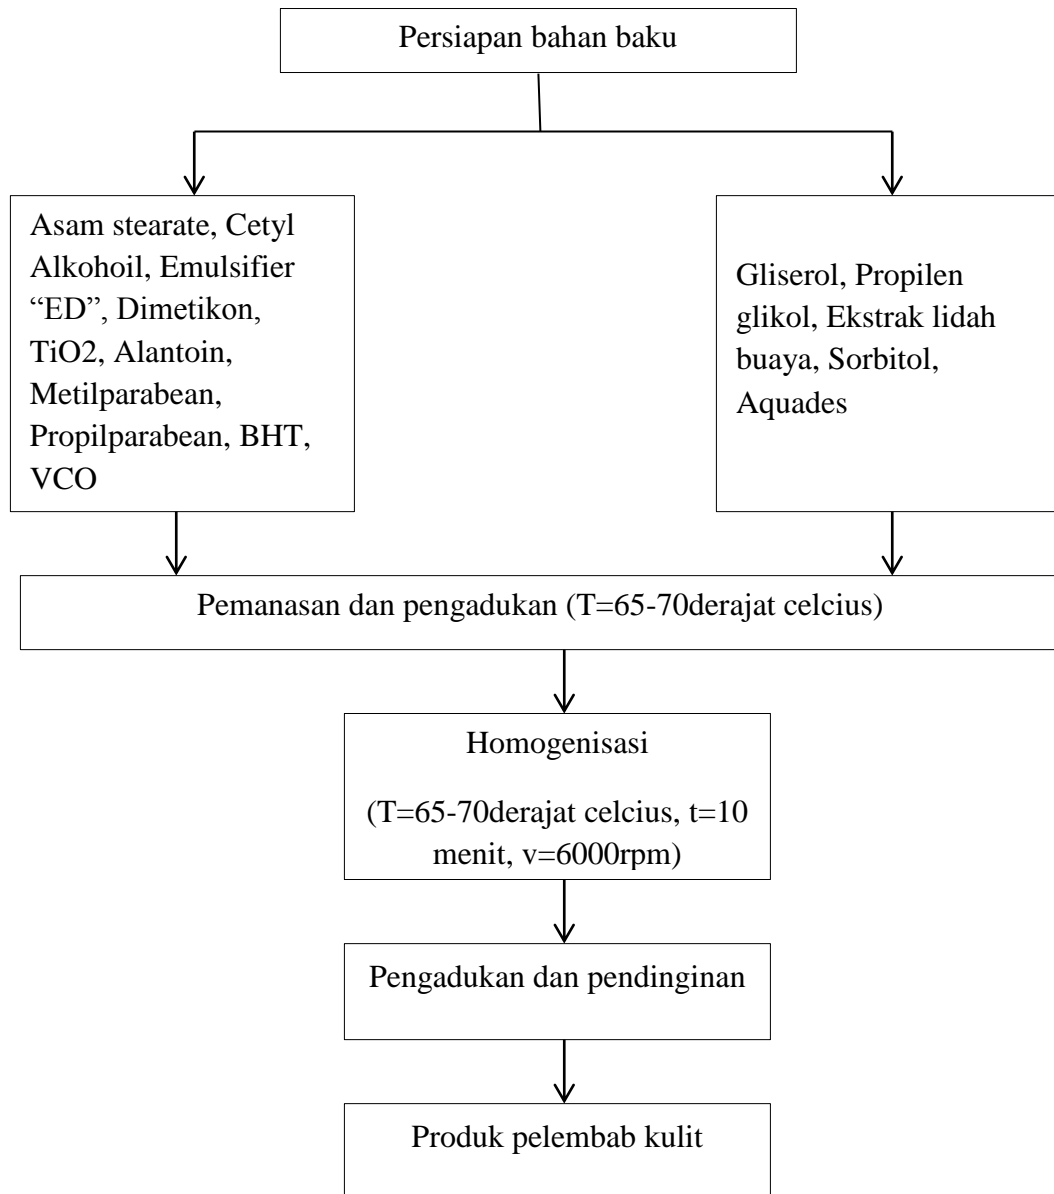 Persiapan bahan baku
Asam stearate, Cetyl
Alkohoil, Emulsifier
“ED”, Dimetikon,
TiO2, Alantoin,
Metilparabean,
Propilparabean, BHT,
VCO
Gliserol, Propilen
glikol, Ekstrak lidah
buaya, Sorbitol,
Aquades
Pemanasan dan pengadukan (T=65-70derajat celcius)
Homogenisasi
(T=65-70derajat celcius, t=10
menit, v=6000rpm)
Pengadukan dan pendinginan
Produk pelembab kulit